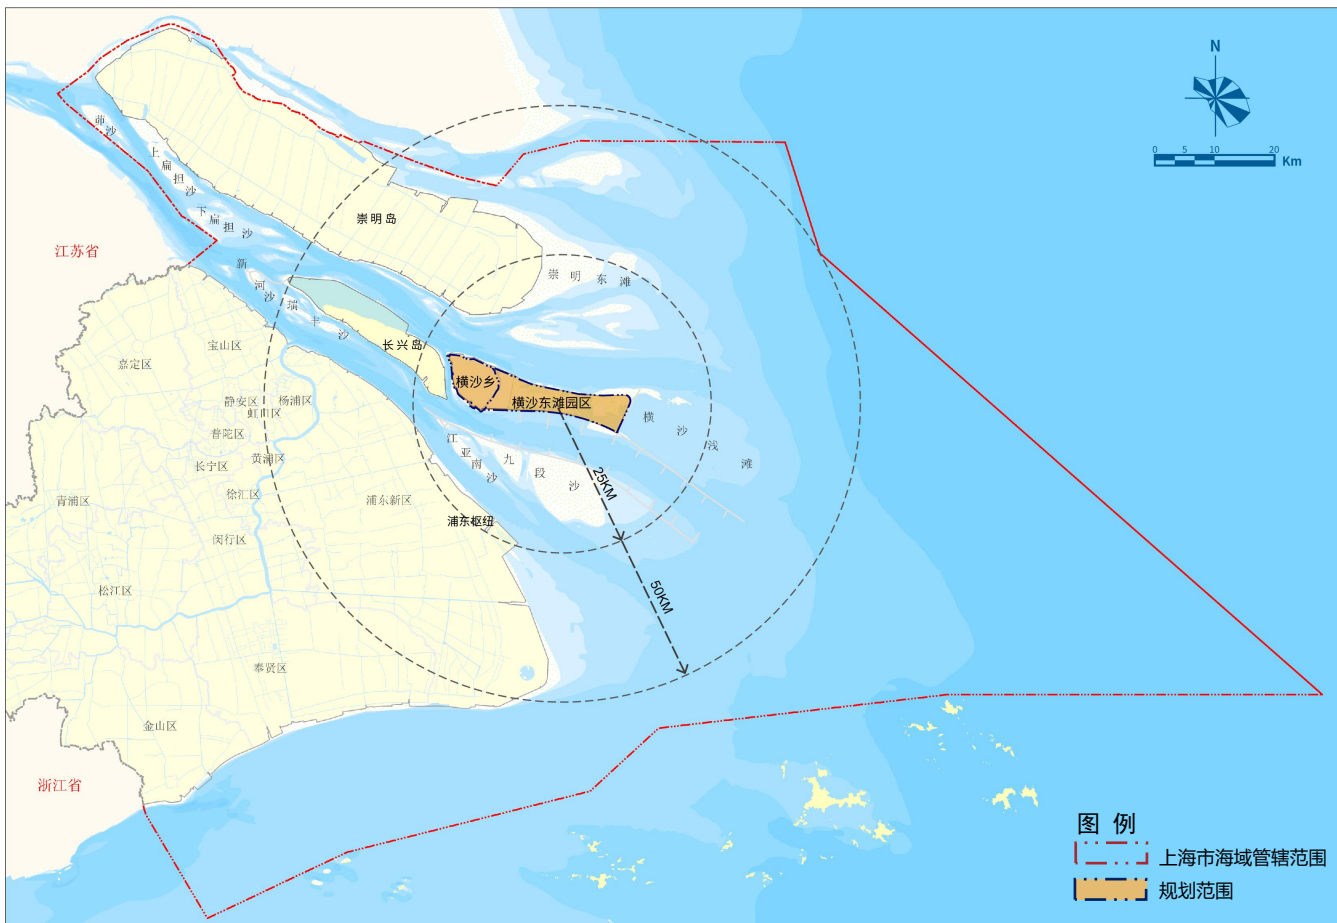 N
0 5 10 20 Km
茆沙
上扁担沙
下扁担沙
江苏省
崇明岛
新河沙
瑞丰沙
崇明东滩
宝山区
嘉定区
长兴岛
横沙乡
横沙东滩园区
静安区
杨浦区
虹口区
普陀区
长宁区
黄浦区
徐汇区
青浦区
浦东新区
浦东枢纽
闵行区
江亚南沙
九段沙
横沙浅滩
25KM
50KM
松江区
奉贤区
金山区
浙江省
图例
上海市海域管辖范围
规划范围